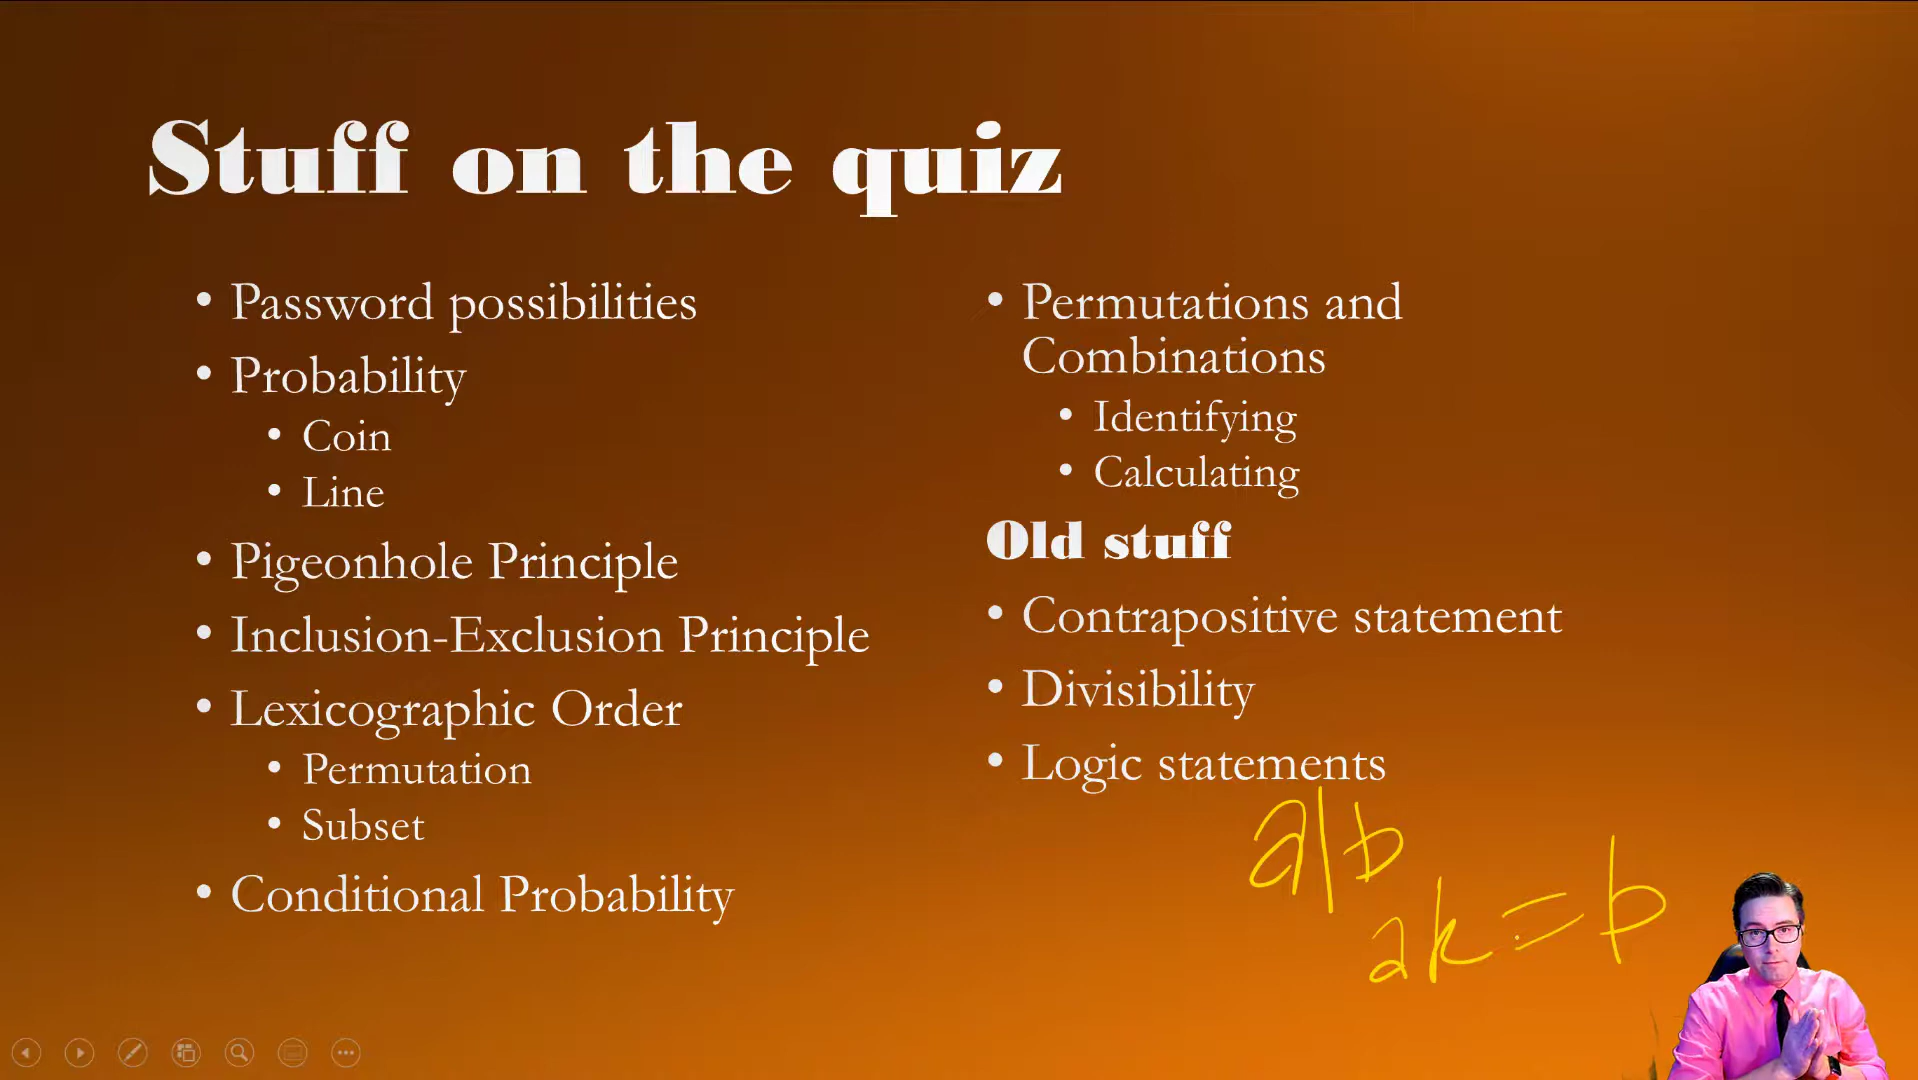 Stuff on the quiz
• Password possibilities
• Probability
• Coin
• Line
• Pigeonhole Principle
• Inclusion-Exclusion Principle
• Lexicographic Order
• Permutation
• Subset
• Conditional Probability
• Permutations and
Combinations
• Identifying
• Calculating
Old stuff
• Contrapositive statement
• Divisibility
• Logic statements
a|b
ak=b